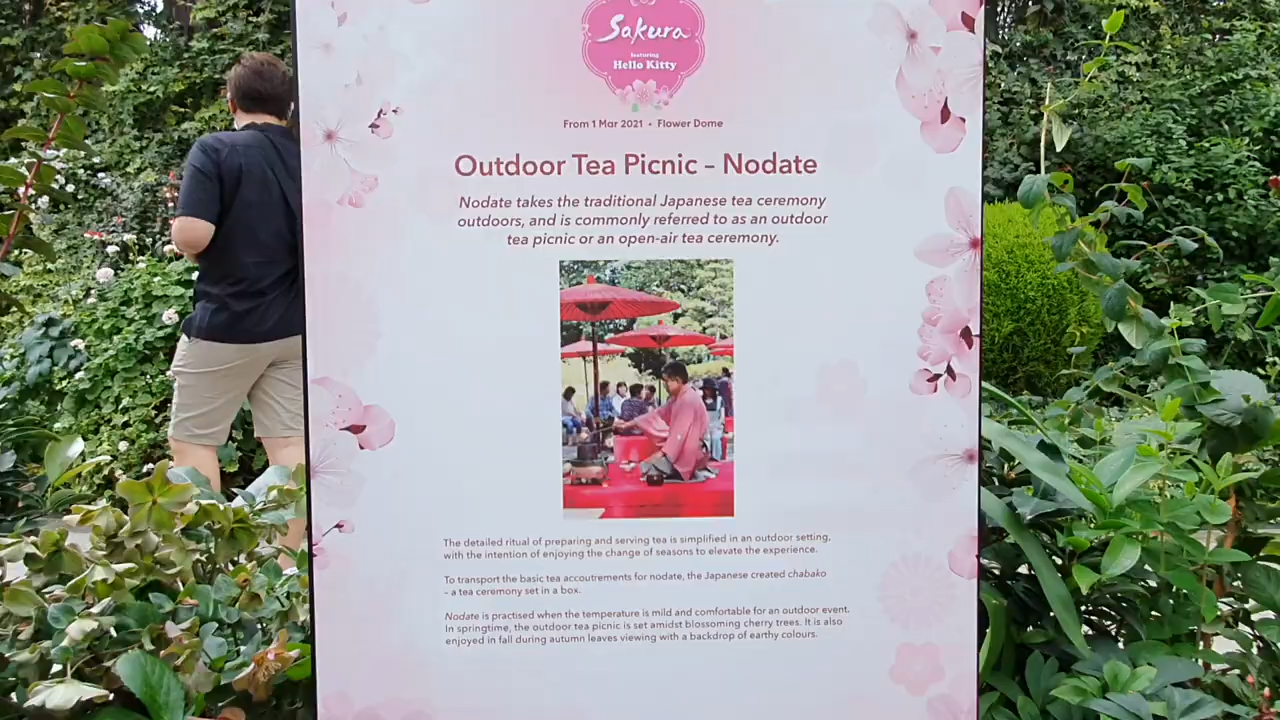 Sakura
featuring
Hello Kitty
From 1 Mar 2021 • Flower Dome
Outdoor Tea Picnic – Nodate
Nodate takes the traditional Japanese tea ceremony
outdoors, and is commonly referred to as an outdoor
tea picnic or an open-air tea ceremony.
The detailed ritual of preparing and serving tea is simplified in an outdoor setting,
with the intention of enjoying the change of seasons to elevate the experience.
To transport the basic tea accoutrements for nodate, the Japanese created chabako
– a tea ceremony set in a box.
Nodate is practised when the temperature is mild and comfortable for an outdoor event.
In springtime, the outdoor tea picnic is set amidst blossoming cherry trees. It is also
enjoyed in fall during autumn leaves viewing with a backdrop of earthy colours.